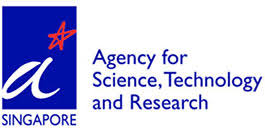 a
SINGAPORE
Agency for
Science, Technology
and Research